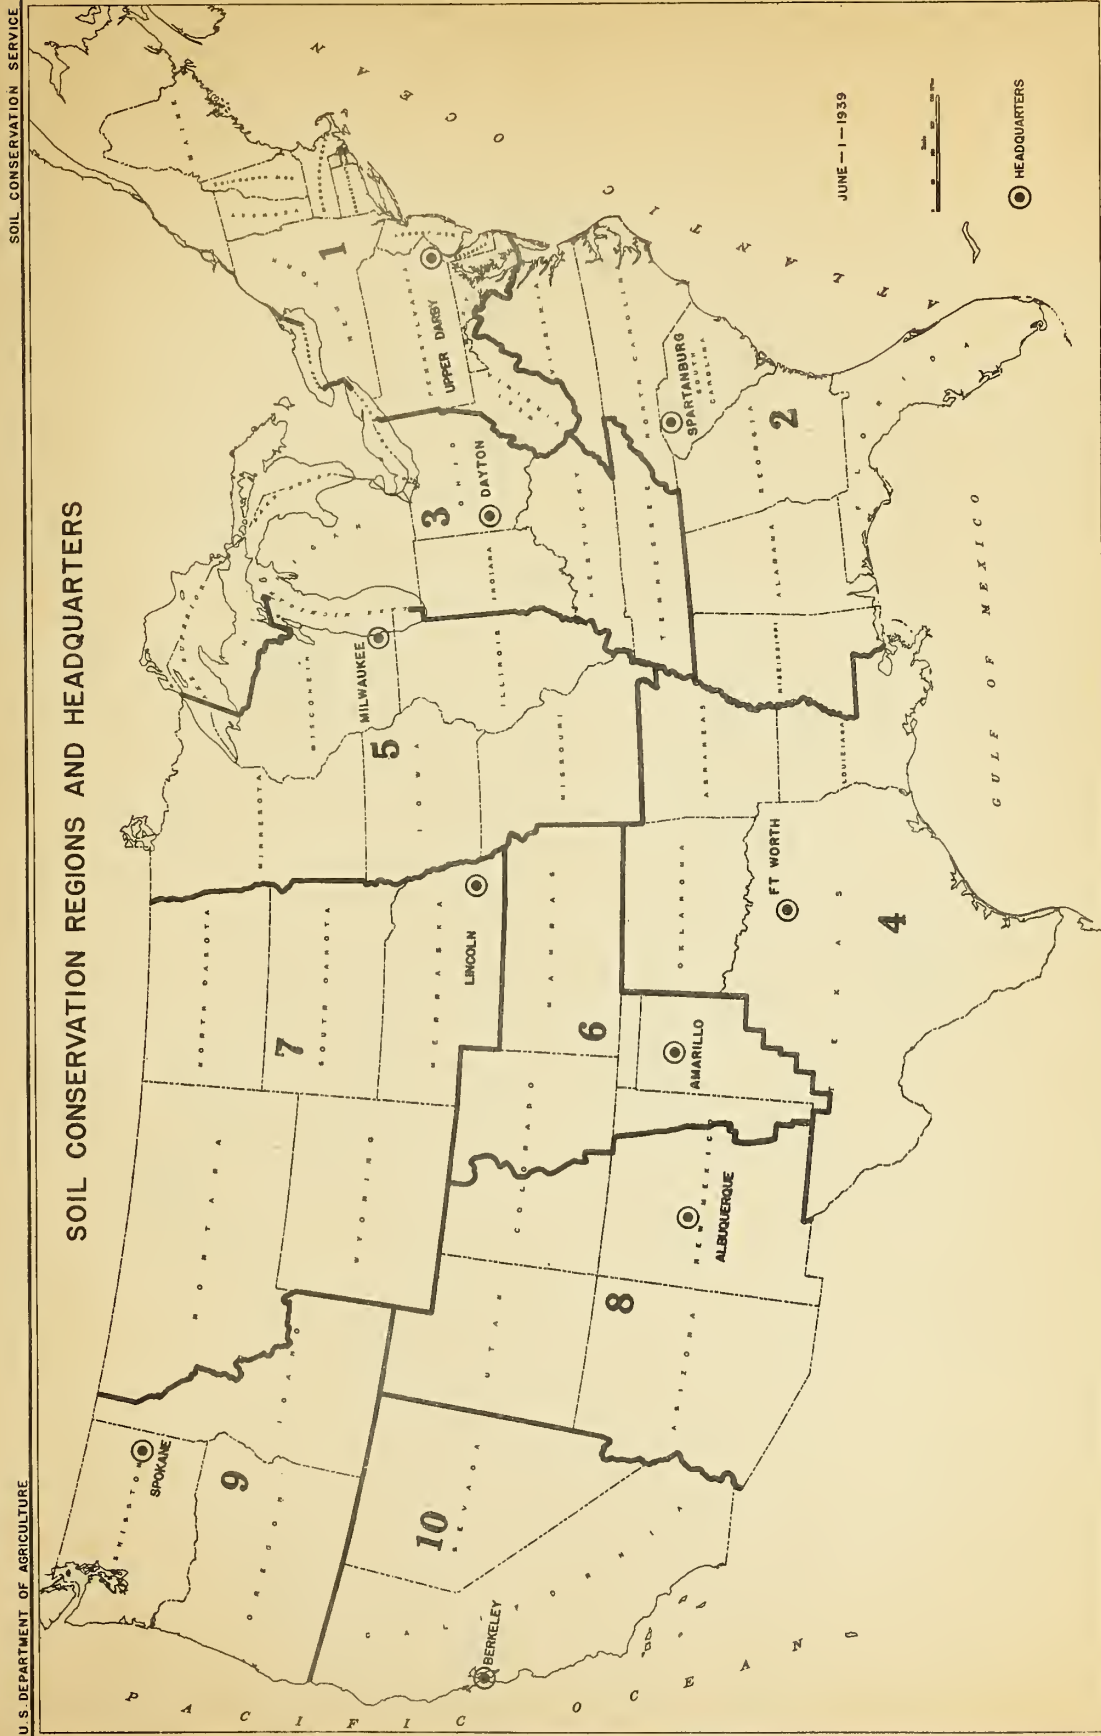 U.S. DEPARTMENT OF AGRICULTURE
SOIL CONSERVATION SERVICE
SOIL CONSERVATION REGIONS AND HEADQUARTERS
SPOKANE
9
OREGON
IDAHO
MONTANA
WYOMING
NORTH DAKOTA
7
SOUTH DAKOTA
NEBRASKA
LINCOLN
MINNESOTA
WISCONSIN
MILWAUKEE
5
IOWA
ILLINOIS
MISSOURI
3
OHIO
DAYTON
INDIANA
KENTUCKY
TENNESSEE
MAINE
1
PENNSYLVANIA
UPPER DARBY
VIRGINIA
NORTH CAROLINA
SPARTANBURG
SOUTH
CAROLINA
2
GEORGIA
ALABAMA
MISSISSIPPI
10
NEVADA
BERKELEY
UTAH
COLORADO
8
ARIZONA
NEW MEXICO
ALBUQUERQUE
6
KANSAS
AMARILLO
OKLAHOMA
ARKANSAS
LOUISIANA
FT WORTH
4
TEXAS
PACIFIC OCEAN
GULF OF MEXICO
ATLANTIC OCEAN
JUNE—1—1939
Scale
HEADQUARTERS